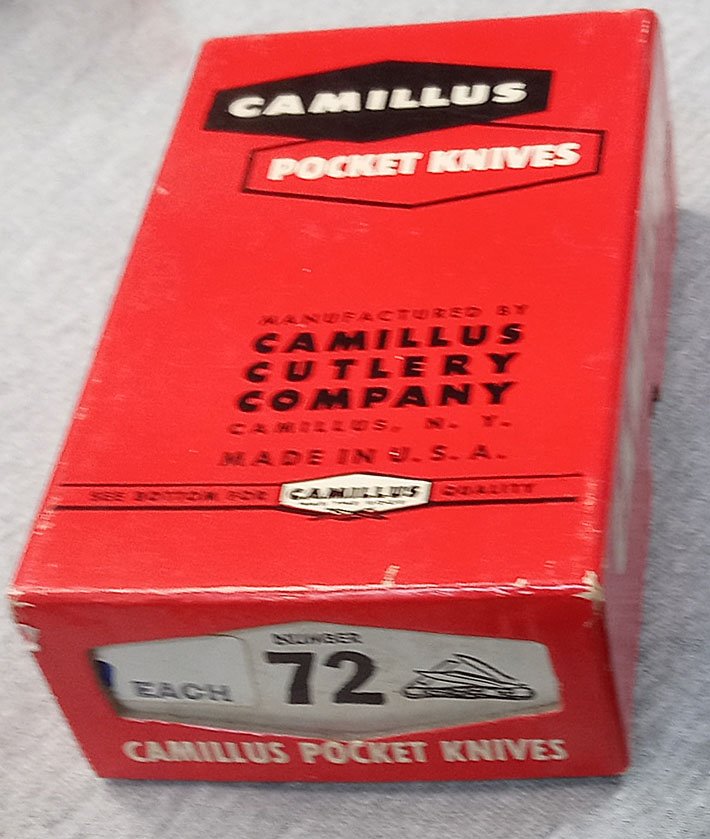 CAMILLUS
POCKET KNIVES
MANUFACTURED BY
CAMILLUS
CUTLERY
COMPANY
CAMILLUS, N. Y.
MADE IN U.S.A.
SEE BOTTOM FOR CAMILLUS QUALITY
NUMBER
EACH 72
CAMILLUS POCKET KNIVES